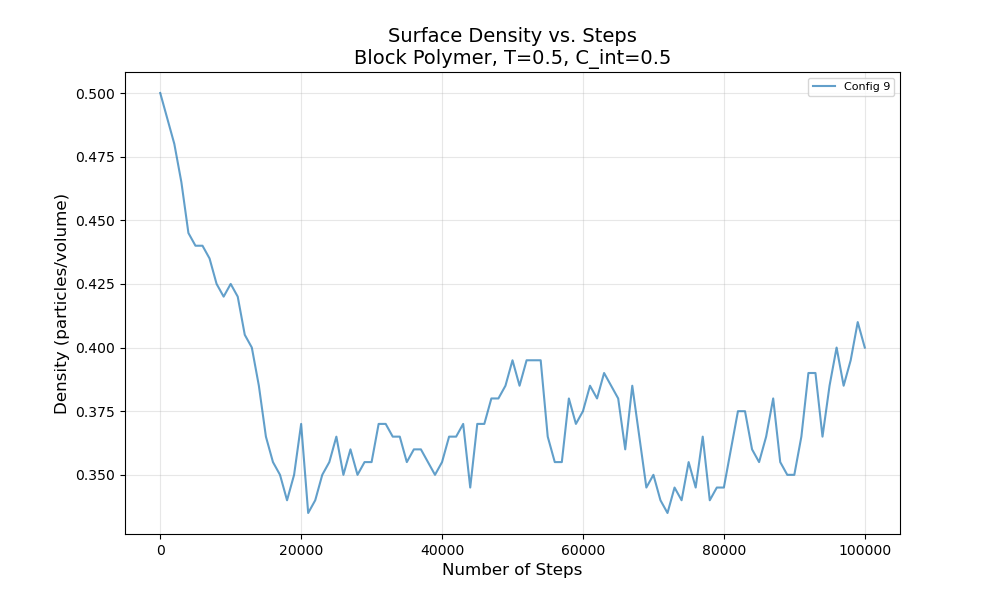 Surface Density vs. Steps
Block Polymer, T=0.5, C_int=0.5
Config 9
Density (particles/volume)
0.500
0.475
0.450
0.425
0.400
0.375
0.350
0
20000
40000
60000
80000
100000
Number of Steps